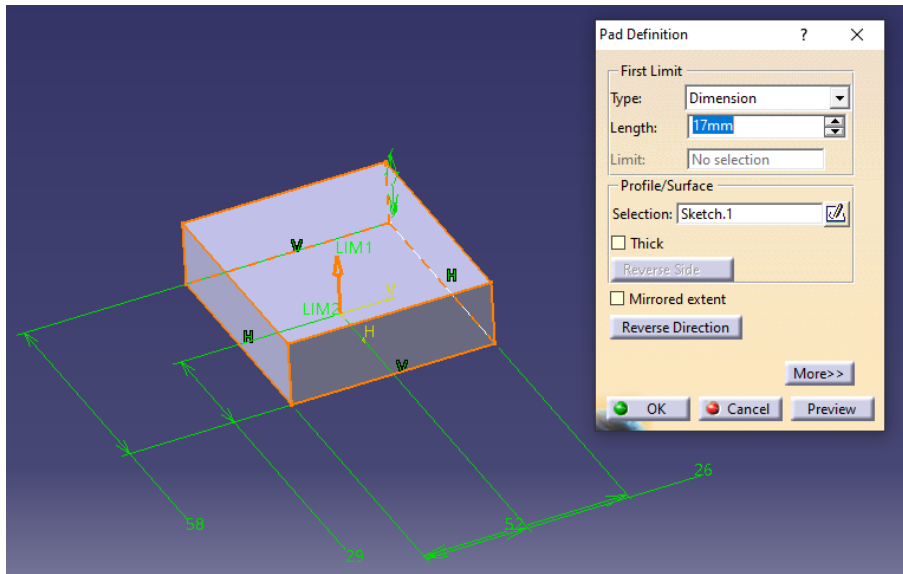 Pad Definition ? ×
First Limit
Type: Dimension
Length: 17mm
Limit: No selection
Profile/Surface
Selection: Sketch.1
Thick
Reverse Side
Mirrored extent
Reverse Direction
More>>
OK Cancel Preview
V
LIM1
H
LIM2
V
H
H
V
26
58
52
29